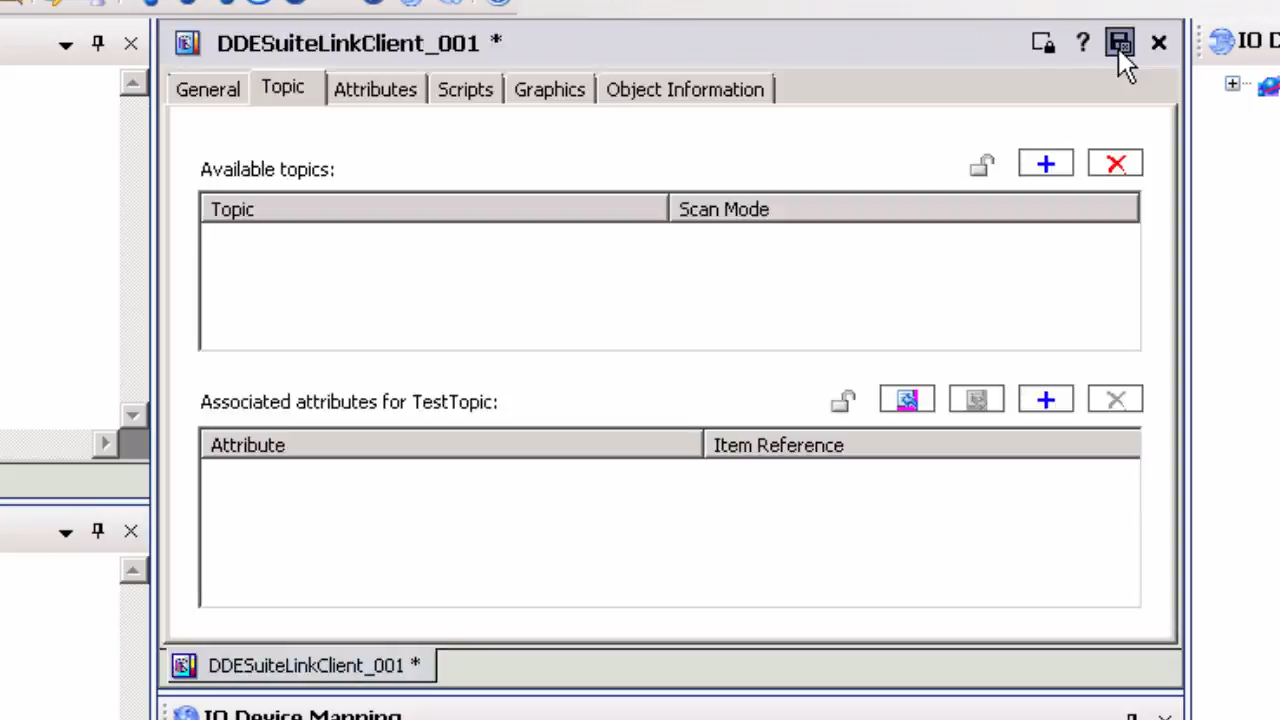 DDESuiteLinkClient_001 *
?
IO D
General
Topic
Attributes
Scripts
Graphics
Object Information
Available topics:
Topic
Scan Mode
Associated attributes for TestTopic:
Attribute
Item Reference
DDESuiteLinkClient_001 *
IO Device Mapping